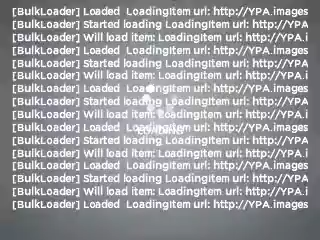 [BulkLoader] Loaded LoadingItem url: http://YPA.images
[BulkLoader] Started loading LoadingItem url: http://YPA
[BulkLoader] Will load item: LoadingItem url: http://YPA.i
[BulkLoader] Loaded LoadingItem url: http://YPA.images
[BulkLoader] Started loading LoadingItem url: http://YPA
[BulkLoader] Will load item: LoadingItem url: http://YPA.i
[BulkLoader] Loaded LoadingItem url: http://YPA.images
[BulkLoader] Started loading LoadingItem url: http://YPA
[BulkLoader] Will load item: LoadingItem url: http://YPA.i
[BulkLoader] Loaded LoadingItem url: http://YPA.images
LOADING
[BulkLoader] Started loading LoadingItem url: http://YPA
[BulkLoader] Will load item: LoadingItem url: http://YPA.i
[BulkLoader] Loaded LoadingItem url: http://YPA.images
[BulkLoader] Started loading LoadingItem url: http://YPA
[BulkLoader] Will load item: LoadingItem url: http://YPA.i
[BulkLoader] Loaded LoadingItem url: http://YPA.images